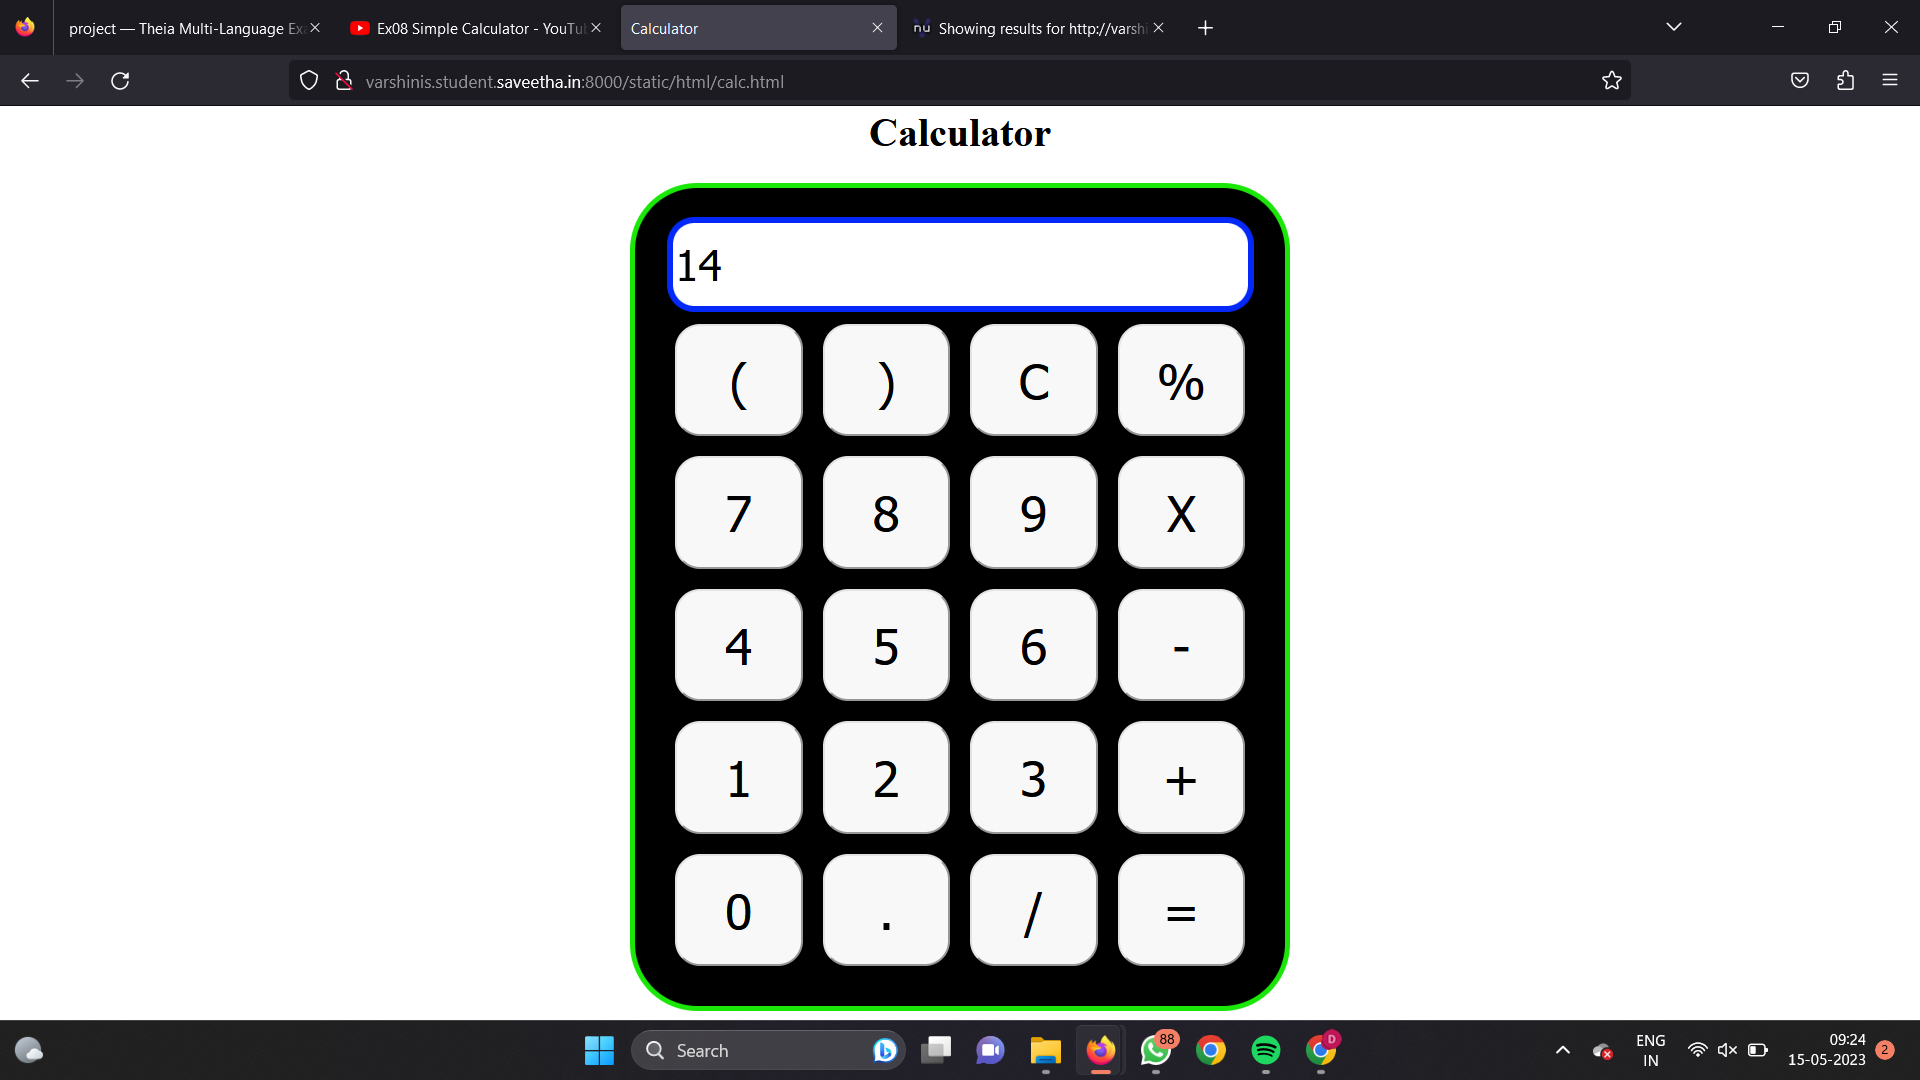 project — Theia Multi-Language Ex
Ex08 Simple Calculator - YouTu
Calculator
Showing results for http://varshi
varshinis.student.saveetha.in:8000/static/html/calc.html
Calculator
14
( ) C %
7 8 9 X
4 5 6 -
1 2 3 +
0 . / =
Search
88
D
ENG
IN
09:24
15-05-2023
2